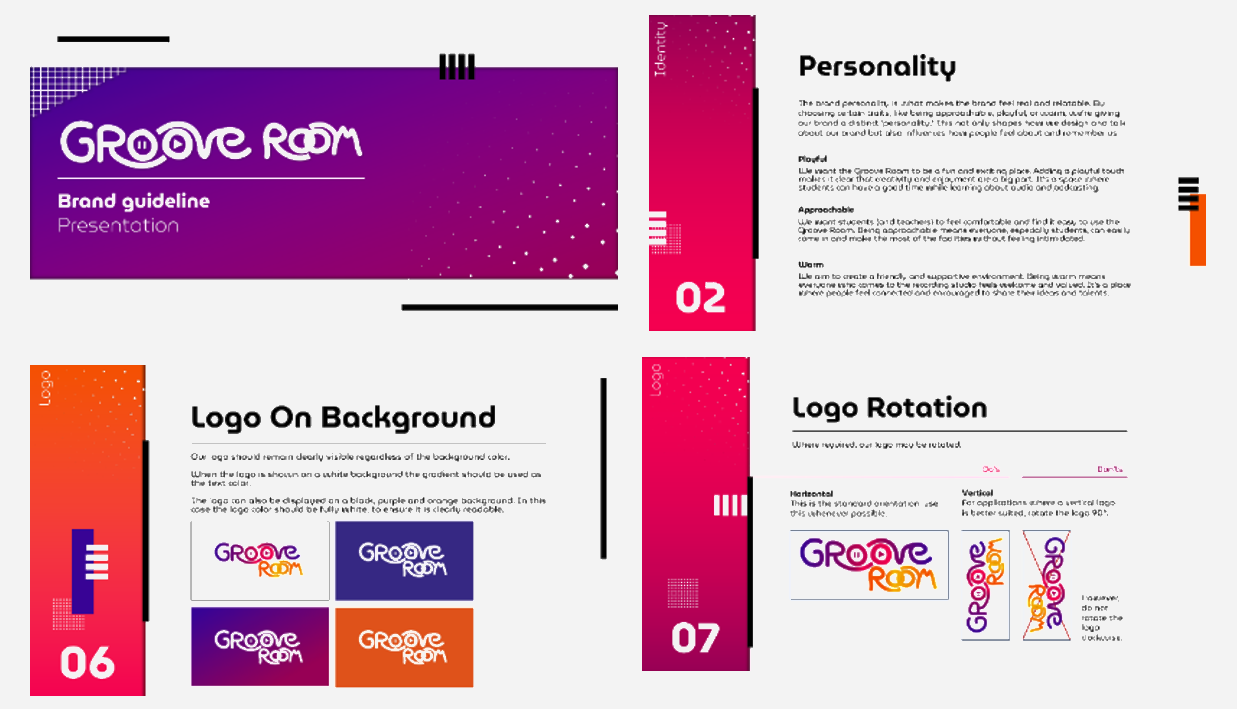 GROOVE ROOM
Brand guideline
Presentation
Identity
02
Personality
The brand personality is what makes the brand feel real and relatable. By
choosing certain traits, like being approachable, playful, or warm, we're giving
our brand a distinct "personality." This not only shapes how we design and talk
about our brand but also influences how people feel about and remember us.
Playful
We want the Groove Room to be a fun and exciting place. Adding a playful touch
makes it clear that creativity and enjoyment are a big part. It's a space where
students can have a good time while learning about audio and podcasting.
Approachable
We want students (and teachers) to feel comfortable and find it easy to use the
Groove Room. Being approachable means everyone, especially students, can easily
come in and make the most of the facilities without feeling intimidated.
Warm
We aim to create a friendly, and supportive environment. Being warm means
everyone who comes to the recording studio feels welcome and valued. It's a place
where people feel connected and encouraged to share their ideas and talents.
Logo
06
Logo On Background
Our logo should remain clearly visible regardless of the background color.
When the logo is shown on a white background the gradient should be used as
the text color.
The logo can also be displayed on a black, purple and orange background. In this
case the logo color should be fully white, to ensure it is clearly readable.
GROOVE
ROOM
GROOVE
ROOM
GROOVE
ROOM
GROOVE
ROOM
Logo
07
Logo Rotation
Where required, our logo may be rotated.
Do's
Don'ts
Horizontal
This is the standard orientation, use
this whenever possible.
GROOVE
ROOM
Vertical
For applications where a vertical logo
is better suited, rotate the logo 90°.
GROOVE
ROOM
GROOVE
ROOM
However,
do not
rotate the
logo
clockwise.